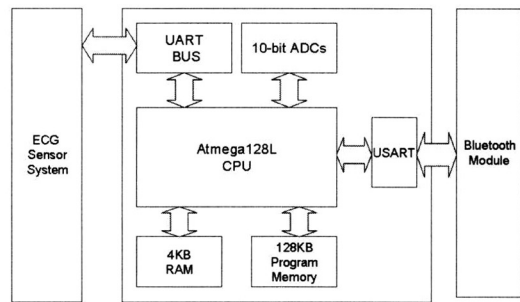 ECG
Sensor
System
UART
BUS
10-bit ADCs
Atmega128L
CPU
USART
Bluetooth
Module
4KB
RAM
128KB
Program
Memory